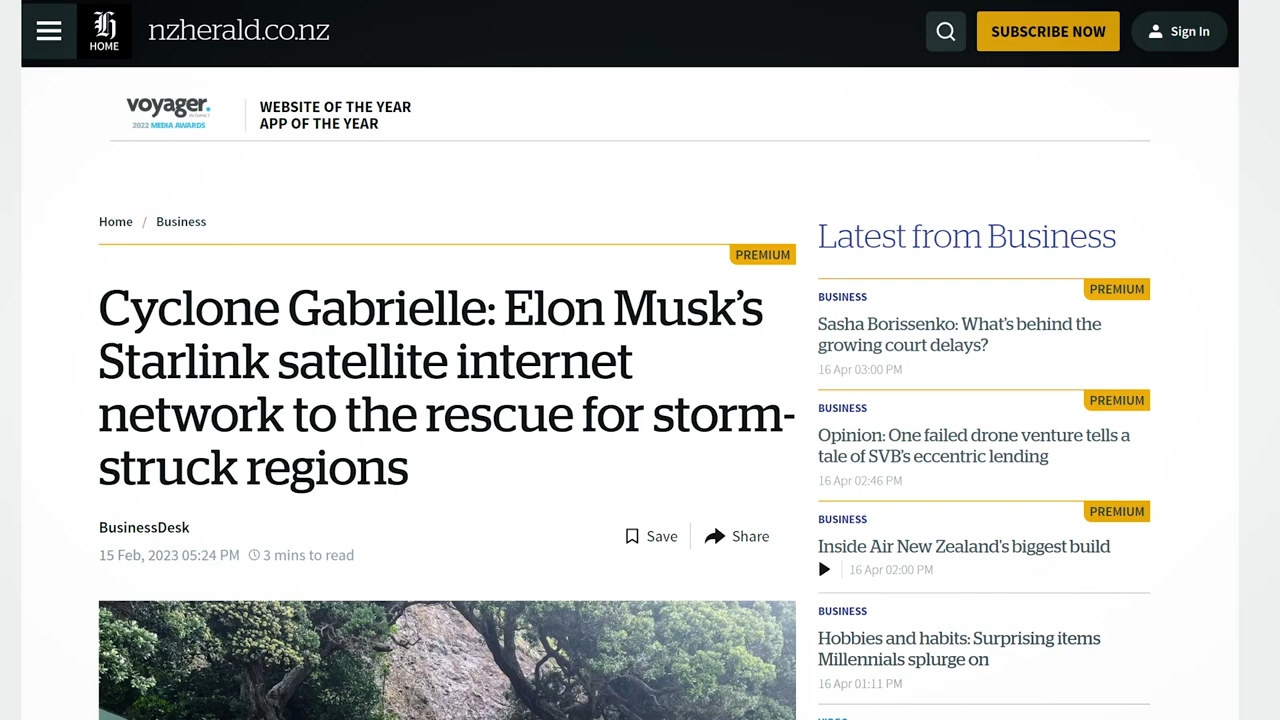 HOME
nzherald.co.nz
SUBSCRIBE NOW
Sign In
voyager.
INTERNET
2022 MEDIA AWARDS
WEBSITE OF THE YEAR
APP OF THE YEAR
Home / Business
PREMIUM
Cyclone Gabrielle: Elon Musk's
Starlink satellite internet
network to the rescue for storm-
struck regions
BusinessDesk
15 Feb, 2023 05:24 PM
3 mins to read
Save
Share
Latest from Business
PREMIUM
BUSINESS
Sasha Borissenko: What's behind the
growing court delays?
16 Apr 03:00 PM
PREMIUM
BUSINESS
Opinion: One failed drone venture tells a
tale of SVB's eccentric lending
16 Apr 02:46 PM
PREMIUM
BUSINESS
Inside Air New Zealand's biggest build
16 Apr 02:00 PM
BUSINESS
Hobbies and habits: Surprising items
Millennials splurge on
16 Apr 01:11 PM